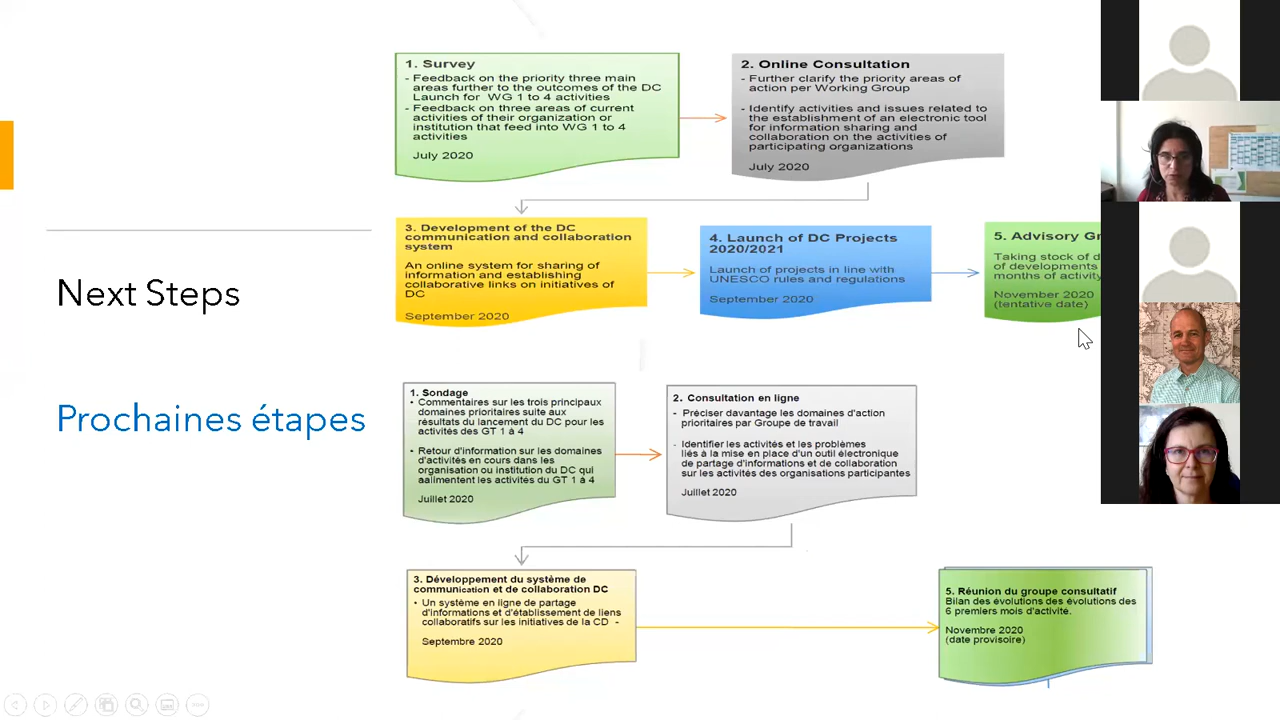 Next Steps
Prochaines étapes
1. Survey
- Feedback on the priority three main
areas further to the outcomes of the DC
Launch for WG 1 to 4 activities
- Feedback on three areas of current
activities of their organization or
institution that feed into WG 1 to 4
activities
July 2020
2. Online Consultation
- Further clarify the priority areas of
action per Working Group
- Identify activities and issues related to
the establishment of an electronic tool
for information sharing and
collaboration on the activities of
participating organizations
July 2020
3. Development of the DC
communication and collaboration
system
An online system for sharing of
information and establishing
collaborative links on initiatives of
DC
September 2020
4. Launch of DC Projects
2020/2021
Launch of projects in line with
UNESCO rules and regulations
September 2020
5. Advisory Gr
Taking stock of d
of developments
months of activity
November 2020
(tentative date)
1. Sondage
• Commentaires sur les trois principaux
domaines prioritaires suite aux
résultats du lancement du DC pour les
activités des GT 1 à 4
• Retour d'information sur les domaines
d'activités en cours dans les
organisation ou institution du DC qui
aalimentent les activités du GT 1 à 4
Juillet 2020
2. Consultation en ligne
- Préciser davantage les domaines d'action
prioritaires par Groupe de travail
- Identifier les activités et les problèmes
liés à la mise en place d'un outil électronique
de partage d'informations et de collaboration
sur les activités des organisations participantes
Juillet 2020
3. Développement du système de
communication et de collaboration DC
• Un système en ligne de partage
d'informations et d'établissement de liens
collaboratifs sur les initiatives de la CD -
Septembre 2020
5. Réunion du groupe consultatif
Bilan des évolutions des évolutions des
6 premiers mois d'activité.
Novembre 2020
(date provisoire)